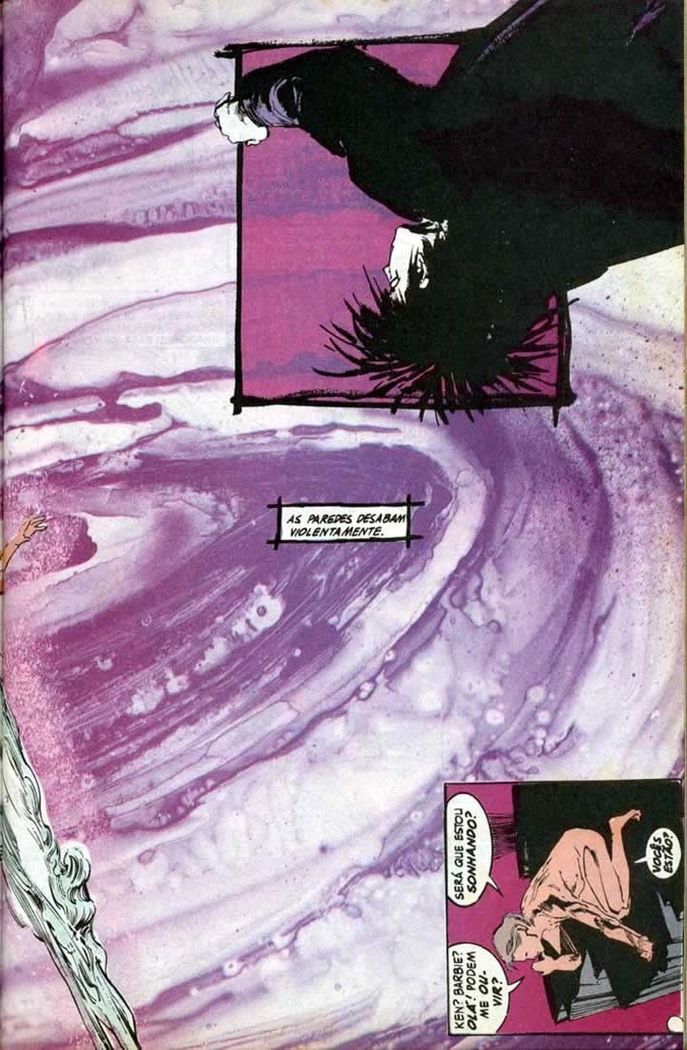 AS PAREDES DESABAM
VIOLENTAMENTE.
SERÁ QUE ESTOU
SONHANDO?
KEN? BARBIE?
OLÁ! PODEM
ME OU-
VIR?
VOCÊS
ESTÃO?